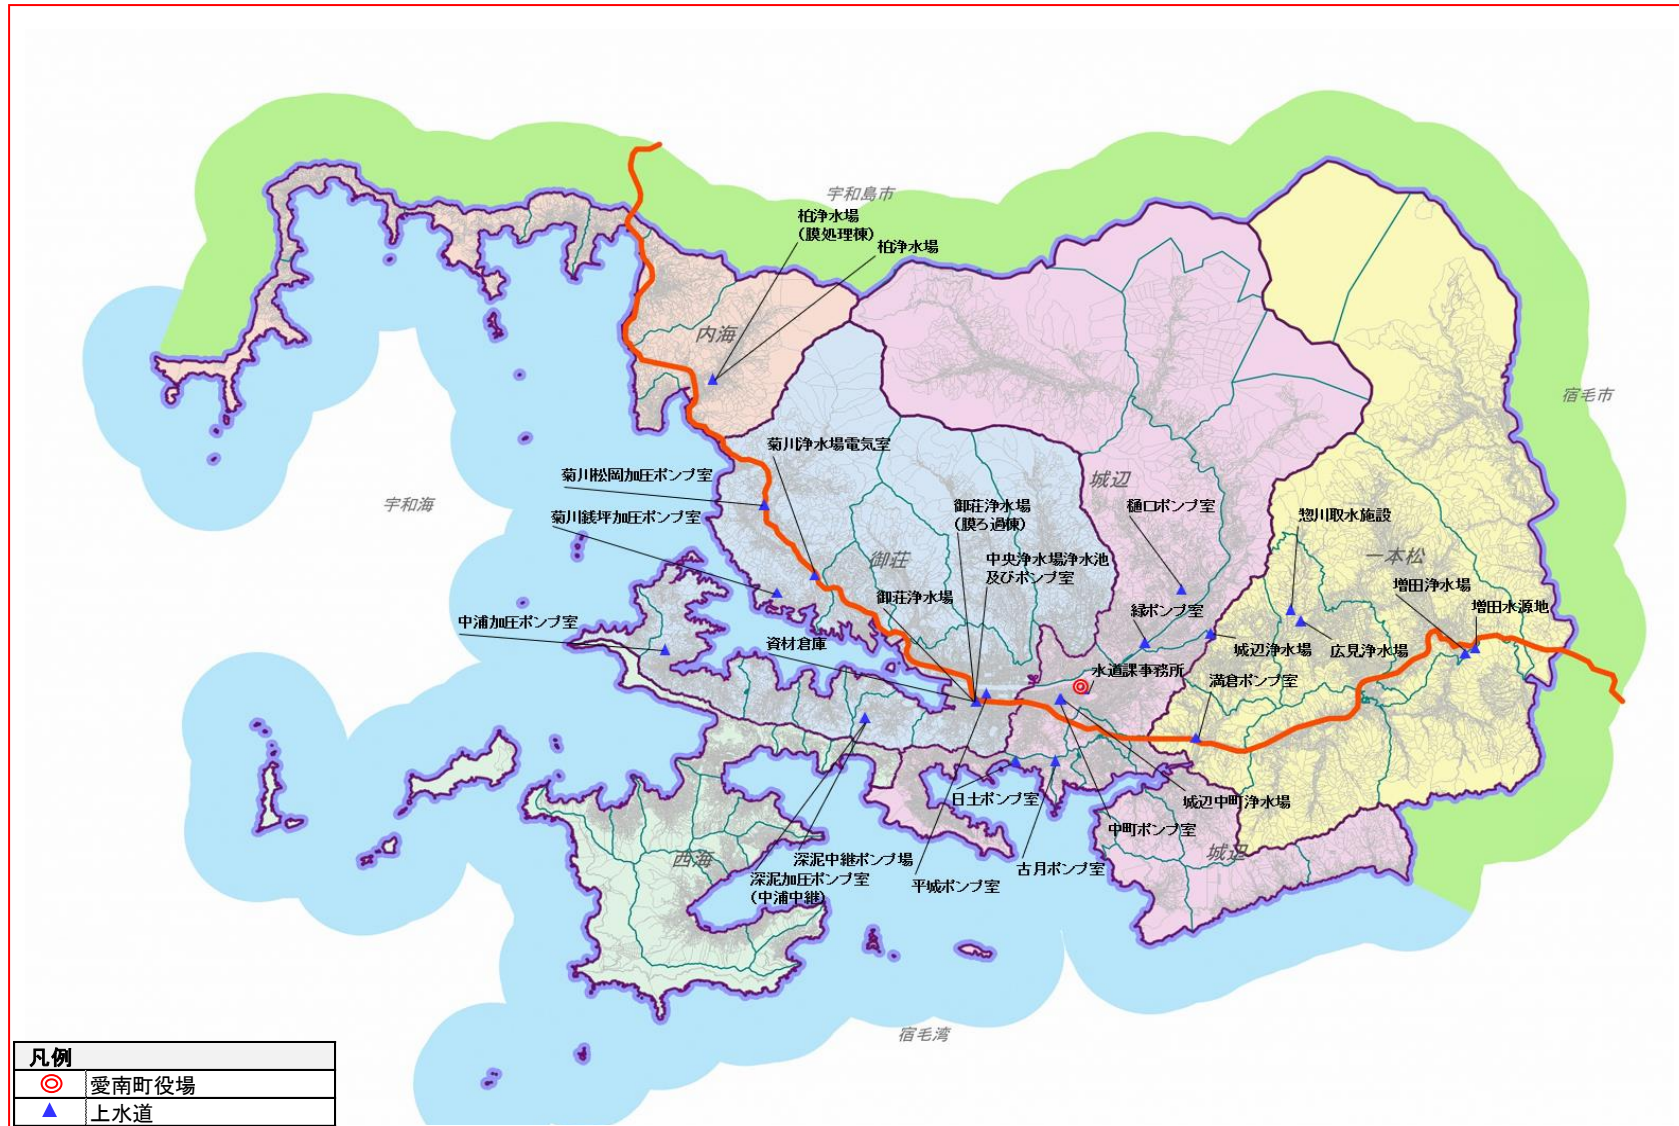 宇和島市
柏浄水場
(膜処理棟)
柏浄水場
内海
宿毛市
菊川浄水場電気室
菊川松岡加圧ポンプ室
城辺
宇和海
御荘浄水場
(膜ろ過棟)
樋口ポンプ室
惣川取水施設
菊川銭坪加圧ポンプ室
御荘
中央浄水場浄水池
及びポンプ室
一本松
増田浄水場
御荘浄水場
緑ポンプ室
増田水源地
中浦加圧ポンプ室
資材倉庫
城辺浄水場
広見浄水場
水道課事務所
満倉ポンプ室
日土ポンプ室
城辺中町浄水場
中町ポンプ室
西海
深泥中継ポンプ場
城辺
深泥加圧ポンプ室
(中浦中継)
平城ポンプ室
古月ポンプ室
宿毛湾
凡例
愛南町役場
上水道